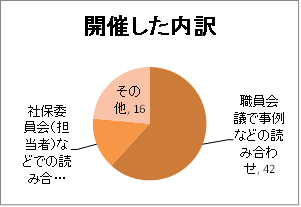 開催した内訳
その
他, 16
職員会
議で事例
などの読
み合わ
せ, 42
社保委
員会(担
当者)な
どでの読
み合…